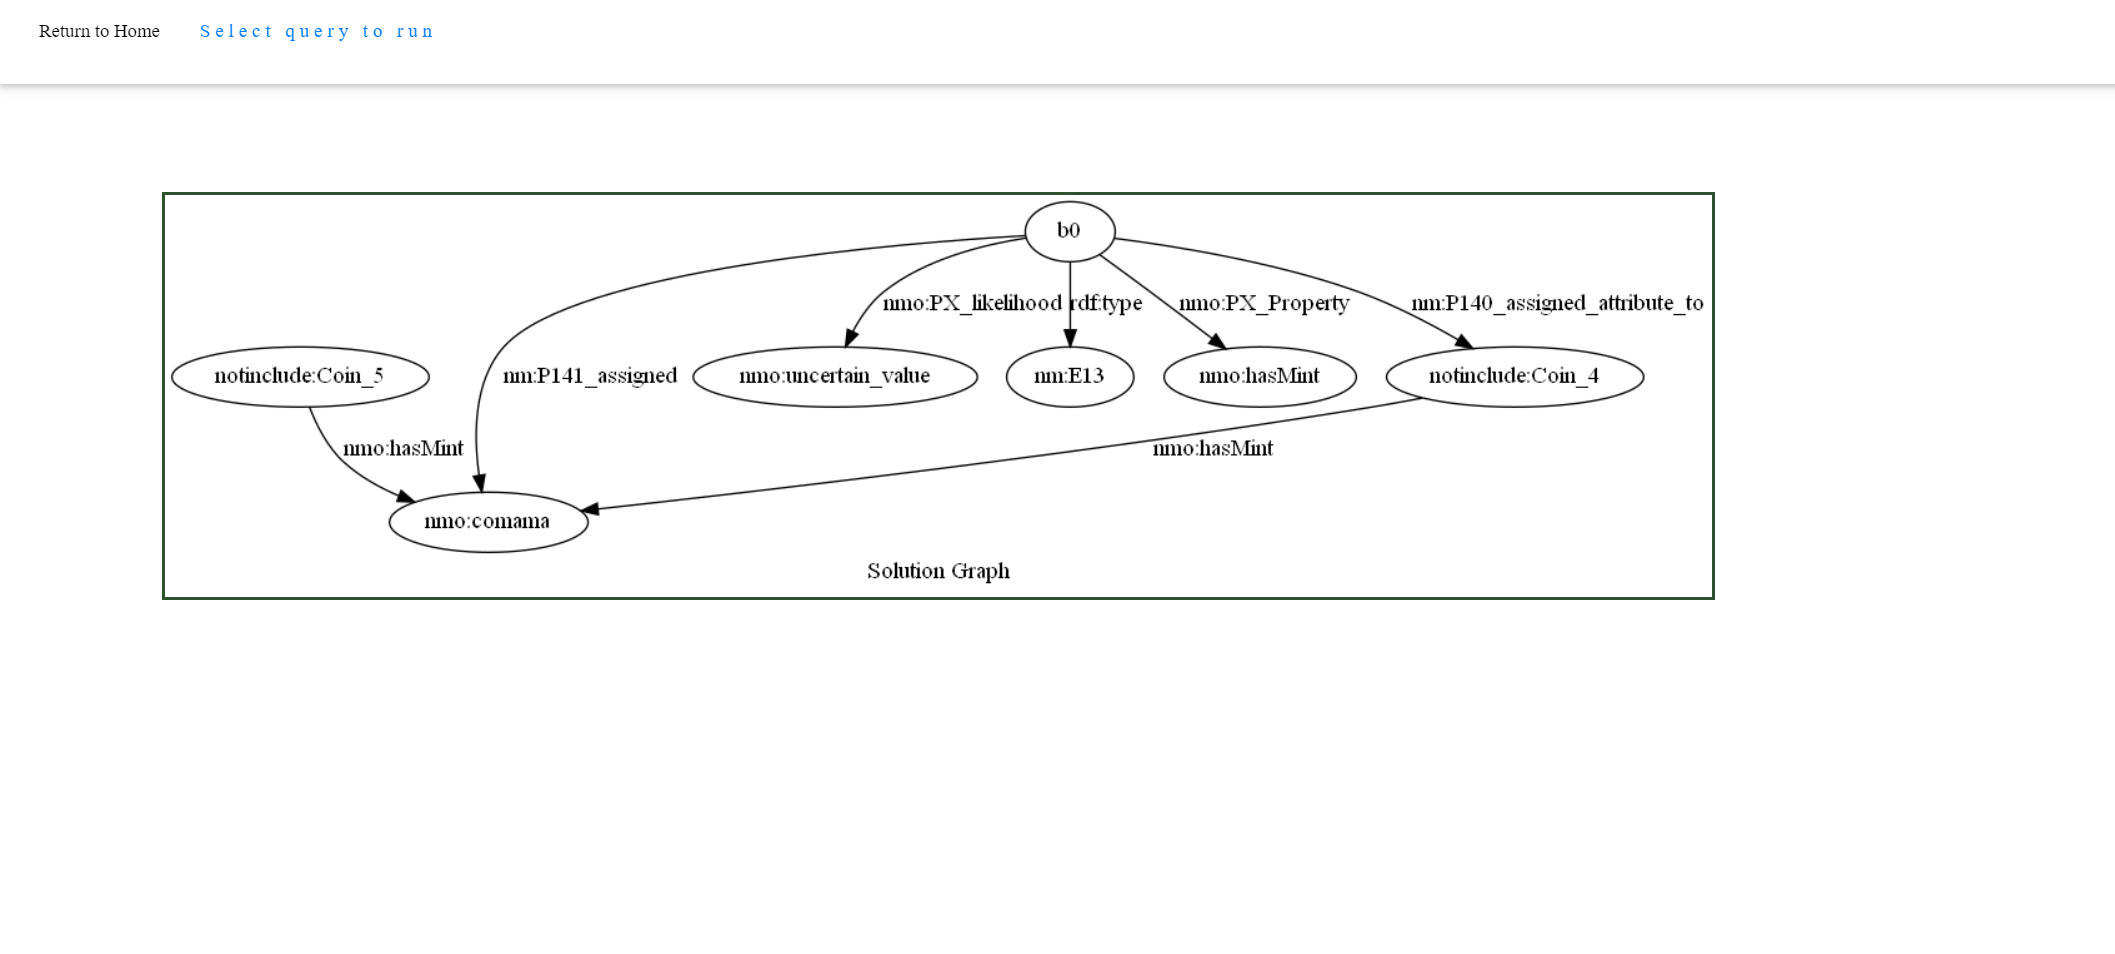 Return to Home
Select query to run
b0
nmo:PX_likelihood
rdf:type
nmo:PX_Property
nm:P140_assigned_attribute_to
notinclude:Coin_5
nm:P141_assigned
nmo:uncertain_value
nm:E13
nmo:hasMint
notinclude:Coin_4
nmo:hasMint
nmo:hasMint
nmo:comama
Solution Graph